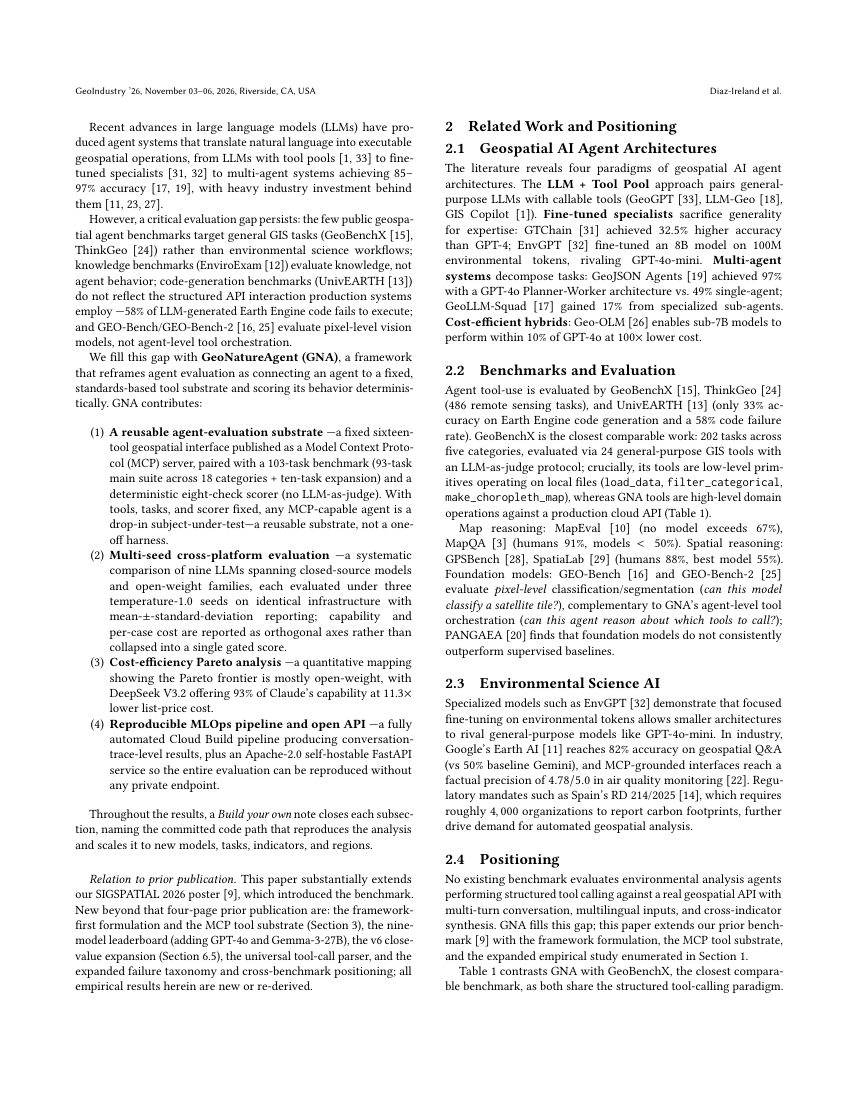 GeoIndustry '26, November 03–06, 2026, Riverside, CA, USA
Diaz-Ireland et al.
Recent advances in large language models (LLMs) have pro-
duced agent systems that translate natural language into executable
geospatial operations, from LLMs with tool pools [1, 33] to fine-
tuned specialists [31, 32] to multi-agent systems achieving 85–
97% accuracy [17, 19], with heavy industry investment behind
them [11, 23, 27].
However, a critical evaluation gap persists: the few public geospa-
tial agent benchmarks target general GIS tasks (GeoBenchX [15],
ThinkGeo [24]) rather than environmental science workflows;
knowledge benchmarks (EnviroExam [12]) evaluate knowledge, not
agent behavior; code-generation benchmarks (UnivEARTH [13])
do not reflect the structured API interaction production systems
employ —58% of LLM-generated Earth Engine code fails to execute;
and GEO-Bench/GEO-Bench-2 [16, 25] evaluate pixel-level vision
models, not agent-level tool orchestration.
We fill this gap with GeoNatureAgent (GNA), a framework
that reframes agent evaluation as connecting an agent to a fixed,
standards-based tool substrate and scoring its behavior determinis-
tically. GNA contributes:
(1) A reusable agent-evaluation substrate —a fixed sixteen-
tool geospatial interface published as a Model Context Proto-
col (MCP) server, paired with a 103-task benchmark (93-task
main suite across 18 categories + ten-task expansion) and a
deterministic eight-check scorer (no LLM-as-judge). With
tools, tasks, and scorer fixed, any MCP-capable agent is a
drop-in subject-under-test—a reusable substrate, not a one-
off harness.
(2) Multi-seed cross-platform evaluation —a systematic
comparison of nine LLMs spanning closed-source models
and open-weight families, each evaluated under three
temperature-1.0 seeds on identical infrastructure with
mean-±-standard-deviation reporting; capability and
per-case cost are reported as orthogonal axes rather than
collapsed into a single gated score.
(3) Cost-efficiency Pareto analysis —a quantitative mapping
showing the Pareto frontier is mostly open-weight, with
DeepSeek V3.2 offering 93% of Claude's capability at 11.3×
lower list-price cost.
(4) Reproducible MLOps pipeline and open API —a fully
automated Cloud Build pipeline producing conversation-
trace-level results, plus an Apache-2.0 self-hostable FastAPI
service so the entire evaluation can be reproduced without
any private endpoint.
Throughout the results, a Build your own note closes each subsec-
tion, naming the committed code path that reproduces the analysis
and scales it to new models, tasks, indicators, and regions.
Relation to prior publication. This paper substantially extends
our SIGSPATIAL 2026 poster [9], which introduced the benchmark.
New beyond that four-page prior publication are: the framework-
first formulation and the MCP tool substrate (Section 3), the nine-
model leaderboard (adding GPT-4o and Gemma-3-27B), the v6 close-
value expansion (Section 6.5), the universal tool-call parser, and the
expanded failure taxonomy and cross-benchmark positioning; all
empirical results herein are new or re-derived.
2 Related Work and Positioning
2.1 Geospatial AI Agent Architectures
The literature reveals four paradigms of geospatial AI agent
architectures. The LLM + Tool Pool approach pairs general-
purpose LLMs with callable tools (GeoGPT [33], LLM-Geo [18],
GIS Copilot [1]). Fine-tuned specialists sacrifice generality
for expertise: GTChain [31] achieved 32.5% higher accuracy
than GPT-4; EnvGPT [32] fine-tuned an 8B model on 100M
environmental tokens, rivaling GPT-4o-mini. Multi-agent
systems decompose tasks: GeoJSON Agents [19] achieved 97%
with a GPT-4o Planner-Worker architecture vs. 49% single-agent;
GeoLLM-Squad [17] gained 17% from specialized sub-agents.
Cost-efficient hybrids: Geo-OLM [26] enables sub-7B models to
perform within 10% of GPT-4o at 100× lower cost.
2.2 Benchmarks and Evaluation
Agent tool-use is evaluated by GeoBenchX [15], ThinkGeo [24]
(486 remote sensing tasks), and UnivEARTH [13] (only 33% ac-
curacy on Earth Engine code generation and a 58% code failure
rate). GeoBenchX is the closest comparable work: 202 tasks across
five categories, evaluated via 24 general-purpose GIS tools with
an LLM-as-judge protocol; crucially, its tools are low-level prim-
itives operating on local files (load_data, filter_categorical,
make_choropleth_map), whereas GNA tools are high-level domain
operations against a production cloud API (Table 1).
Map reasoning: MapEval [10] (no model exceeds 67%),
MapQA [3] (humans 91%, models < 50%). Spatial reasoning:
GPSBench [28], SpatiaLab [29] (humans 88%, best model 55%).
Foundation models: GEO-Bench [16] and GEO-Bench-2 [25]
evaluate pixel-level classification/segmentation (can this model
classify a satellite tile?), complementary to GNA's agent-level tool
orchestration (can this agent reason about which tools to call?);
PANGAEA [20] finds that foundation models do not consistently
outperform supervised baselines.
2.3 Environmental Science AI
Specialized models such as EnvGPT [32] demonstrate that focused
fine-tuning on environmental tokens allows smaller architectures
to rival general-purpose models like GPT-4o-mini. In industry,
Google's Earth AI [11] reaches 82% accuracy on geospatial Q&A
(vs 50% baseline Gemini), and MCP-grounded interfaces reach a
factual precision of 4.78/5.0 in air quality monitoring [22]. Regu-
latory mandates such as Spain's RD 214/2025 [14], which requires
roughly 4, 000 organizations to report carbon footprints, further
drive demand for automated geospatial analysis.
2.4 Positioning
No existing benchmark evaluates environmental analysis agents
performing structured tool calling against a real geospatial API with
multi-turn conversation, multilingual inputs, and cross-indicator
synthesis. GNA fills this gap; this paper extends our prior bench-
mark [9] with the framework formulation, the MCP tool substrate,
and the expanded empirical study enumerated in Section 1.
Table 1 contrasts GNA with GeoBenchX, the closest compara-
ble benchmark, as both share the structured tool-calling paradigm.